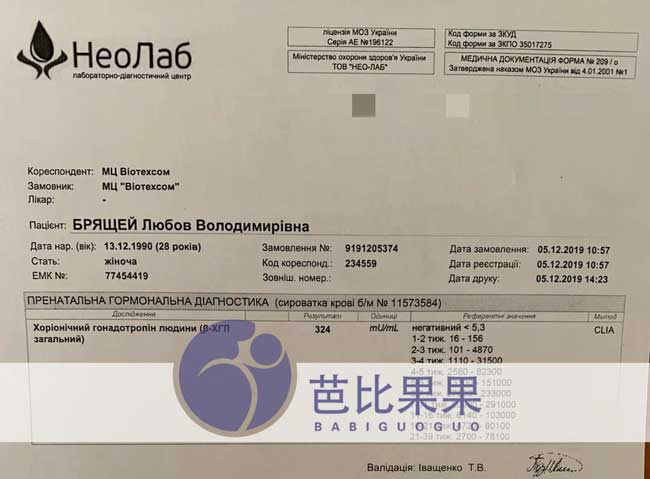 НеоЛаб
лабораторно-діагностичний центр
ліцензія МОЗ України
Серія АЕ №196122
Код форми за ЗКУД
Код форми за ЗКПО 35017275
Міністерство охорони здоров'я України
ТОВ "НЕО-ЛАБ"
МЕДИЧНА ДОКУМЕНТАЦІЯ ФОРМА № 209 / о
Затверджена наказом МОЗ України від 4.01.2001 №1
Кореспондент: МЦ Віотехсом
Замовник: МЦ "Віотехсом"
Лікар: -
Пацієнт: БРЯЩЕЙ Любов Володимирівна
Дата нар. (вік): 13.12.1990 (28 років) Замовлення №: 9191205374 Дата замовлення: 05.12.2019 10:57
Стать: жіноча Код кореспонд.: 234559 Дата реєстрації: 05.12.2019 10:57
ЕМК №: 77454419 Зовніш. номер.: Дата друку: 05.12.2019 14:23
ПРЕНАТАЛЬНА ГОРМОНАЛЬНА ДІАГНОСТИКА (сироватка крові б/м № 11573584)
Дослідження Результат Одиниці Референтні значення Метод
Хоріонічний гонадотропін людини (β-ХГЛ загальний) 324 mU/mL негативний < 5,3 CLIA
1-2 тиж. 16 - 156
2-3 тиж. 101 - 4870
3-4 тиж. 1110 - 31500
4-5 тиж. 2560 - 82300
151000
291000
103000
80100
21-39 тиж. 2700 - 78100
芭比果果
BABIGUOGUO
Валідація: Іващенко Т.В.